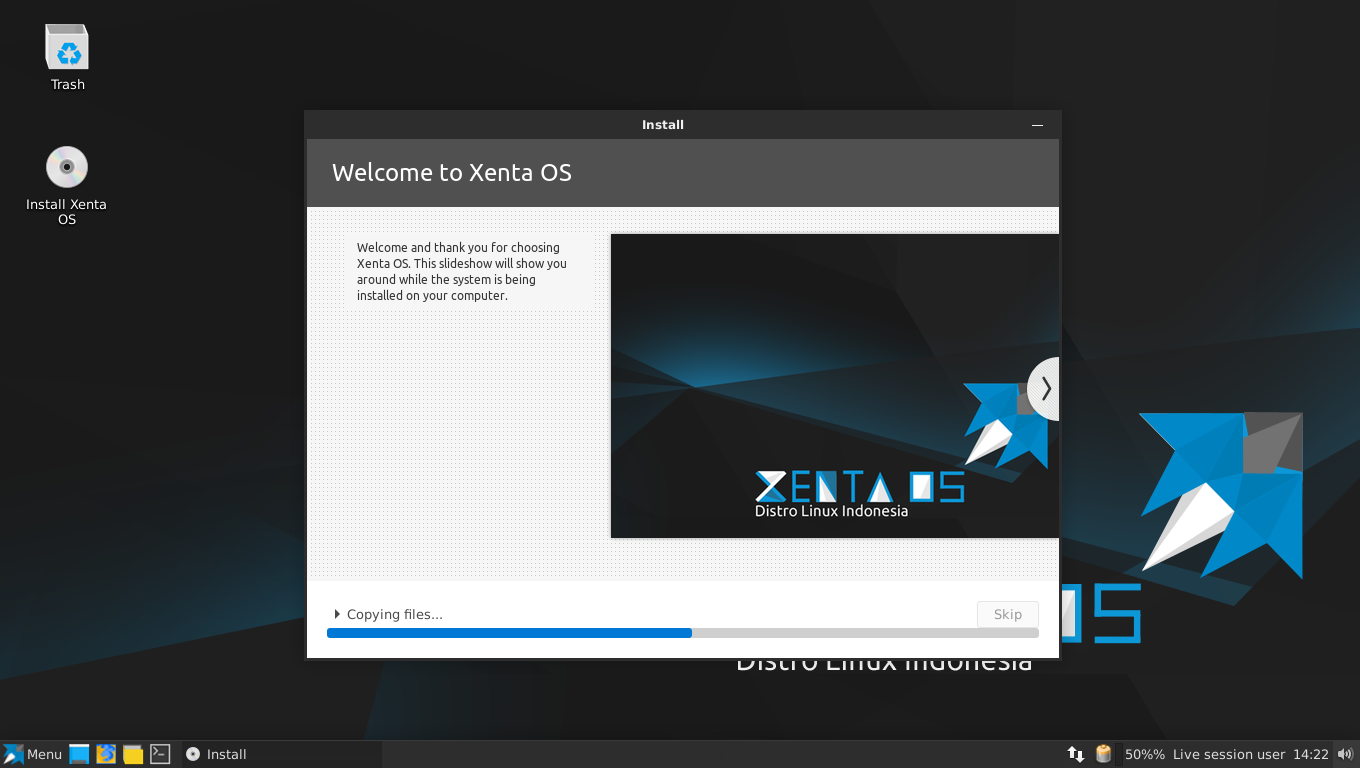 Trash
Install Xenta
OS
Install
Welcome to Xenta OS
Welcome and thank you for choosing
Xenta OS. This slideshow will show you
around while the system is being
installed on your computer.
XENTA OS
Distro Linux Indonesia
Copying files...
Skip
OS
Distro Linux Indonesia
Menu
Install
50%%
Live session user
14:22